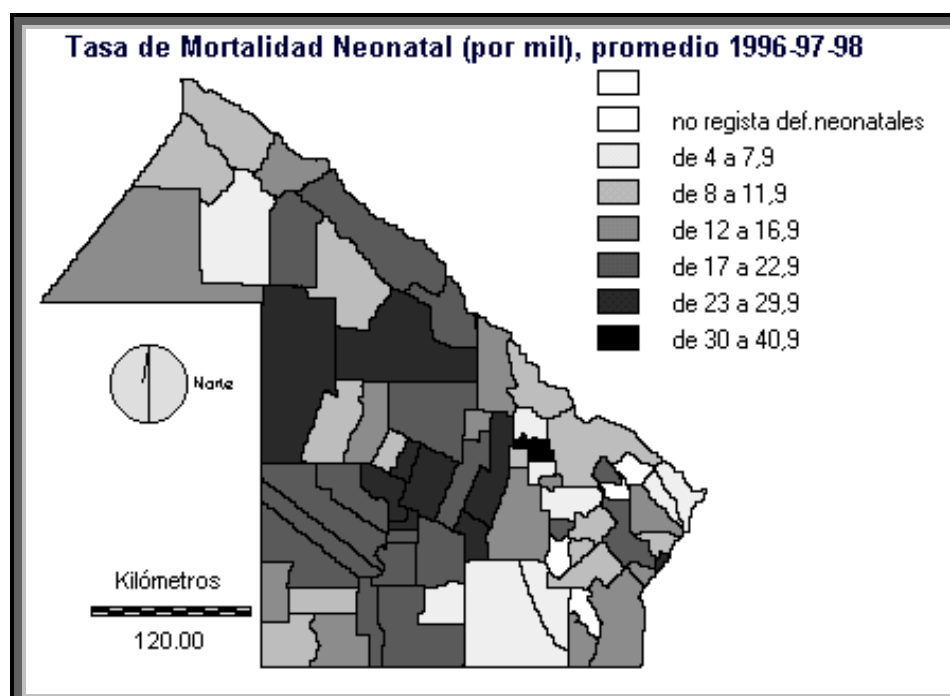 Tasa de Mortalidad Neonatal (por mil), promedio 1996-97-98
no regista def.neonatales
de 4 a 7,9
de 8 a 11,9
de 12 a 16,9
de 17 a 22,9
de 23 a 29,9
de 30 a 40,9
Norte
Kilómetros
120.00